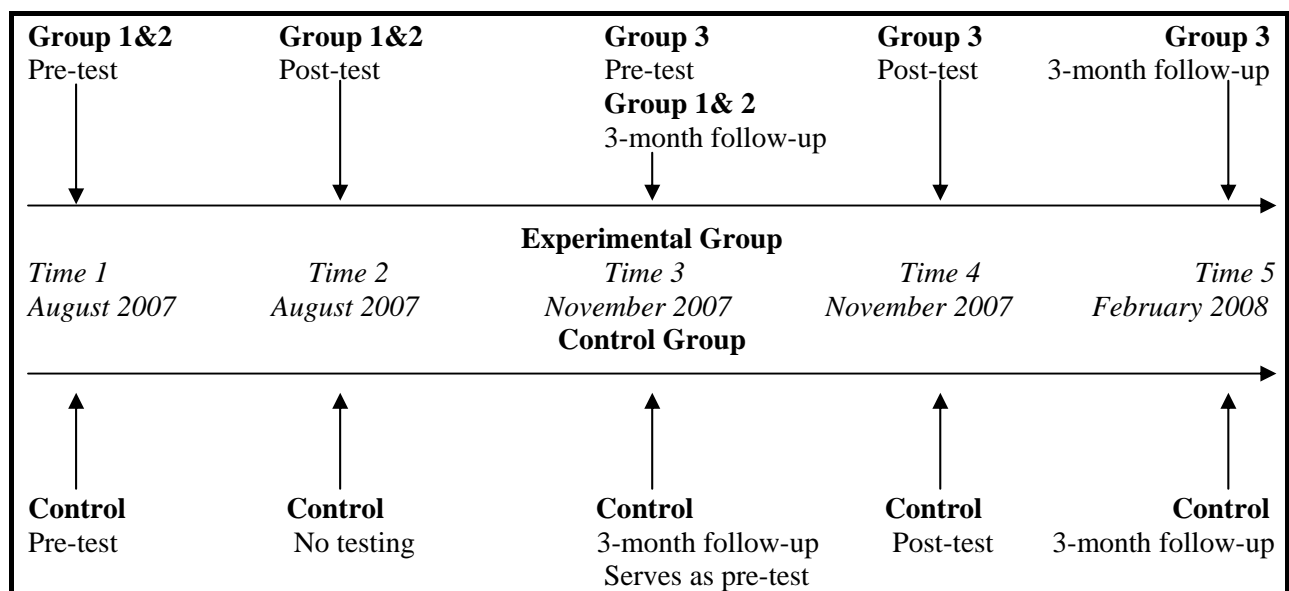 Group 1&2 Group 1&2 Group 3 Group 3 Group 3
Pre-test Post-test Pre-test Post-test 3-month follow-up
Group 1& 2
3-month follow-up
Experimental Group
Time 1 Time 2 Time 3 Time 4 Time 5
August 2007 August 2007 November 2007 November 2007 February 2008
Control Group
Control Control Control Control Control
Pre-test No testing 3-month follow-up Post-test 3-month follow-up
Serves as pre-test